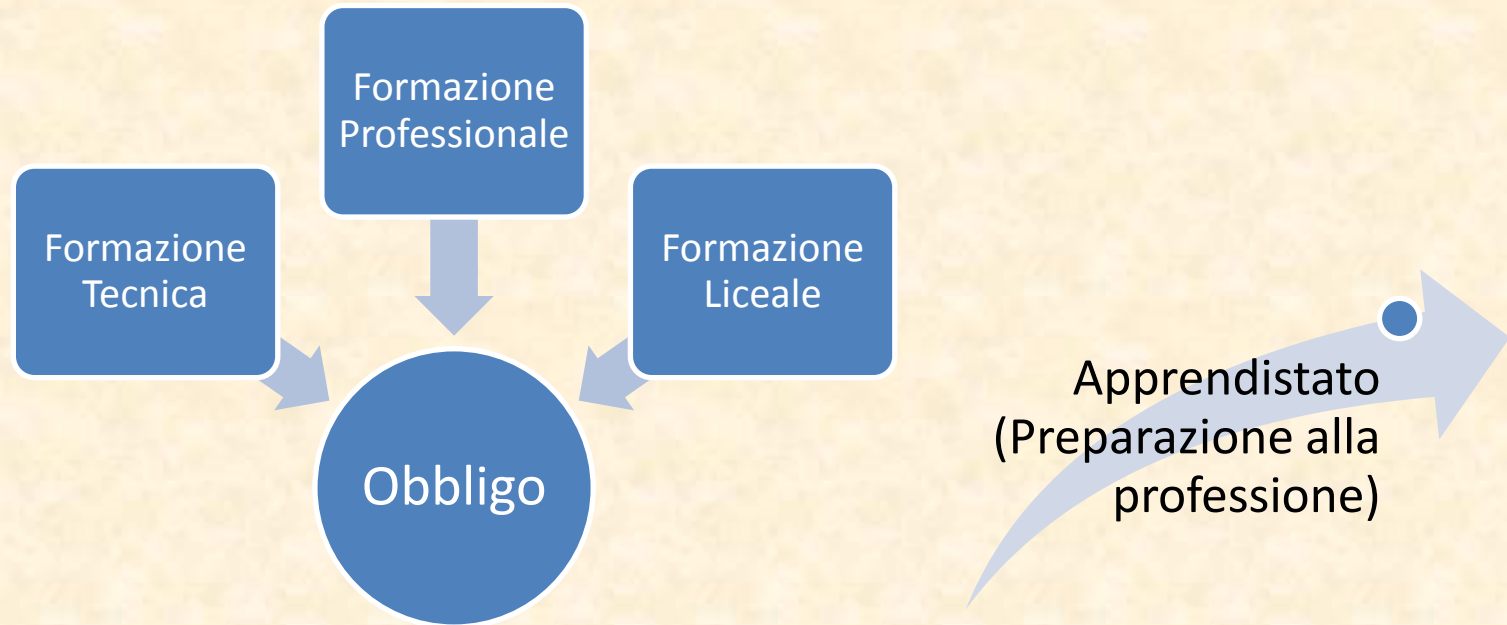 Formazione
Professionale
Formazione
Tecnica
Formazione
Liceale
Obbligo
Apprendistato
(Preparazione alla
professione)